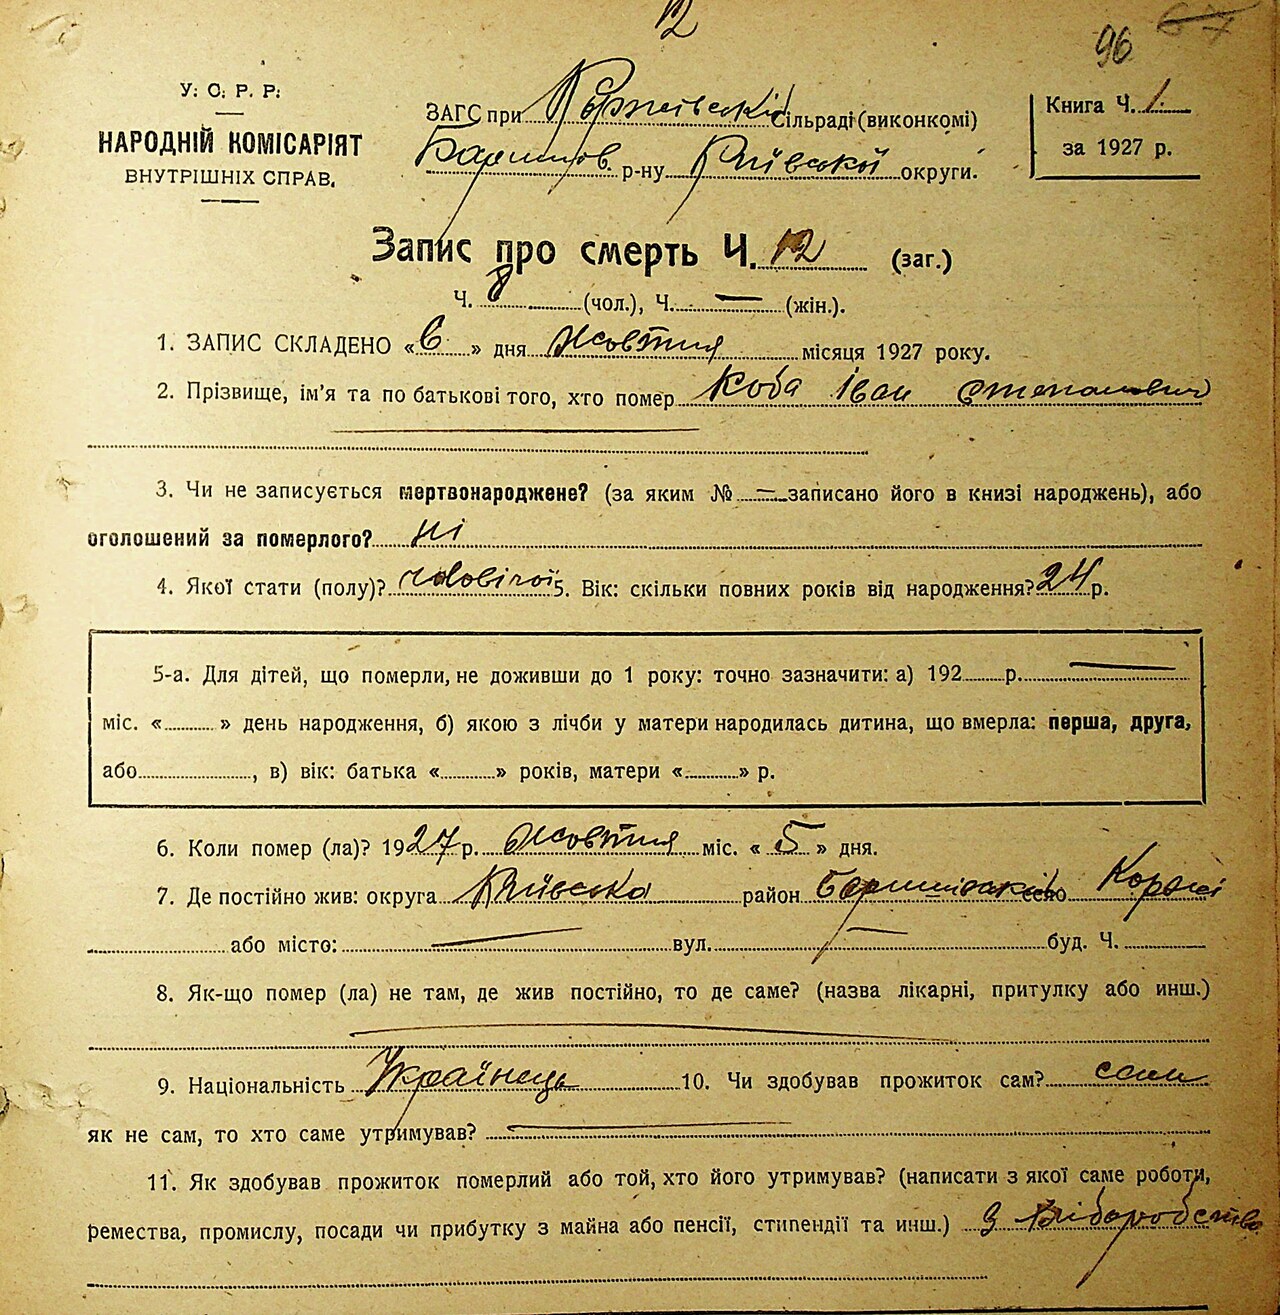 12
96 67
У. С. Р. Р.
НАРОДНІЙ КОМІСАРІЯТ
ВНУТРІШНІХ СПРАВ.
ЗАГС при Коржівській сільраді (виконкомі)
Баришов. р-ну Київської округи.
Книга Ч. 1
за 1927 р.
Запис про смерть Ч. 12 (заг.)
Ч. 8 (чол.), Ч. — (жін.).
1. ЗАПИС СКЛАДЕНО «6» дня Жовтня місяця 1927 року.
2. Прізвище, ім'я та по батькові того, хто помер Коба Іван Степанович
3. Чи не записується мертвонароджене? (за яким № — записано його в книзі народжень), або
оголошений за померлого? ні
4. Якої стати (полу)? 5. Вік: скільки повних років від народження? 24 р.
5-а. Для дітей, що померли, не доживши до 1 року: точно зазначити: а) 192 р.
міс. « » день народження, б) якою з лічби у матери народилась дитина, що вмерла: перша, друга,
або , в) вік: батька « » років, матери « » р.
6. Коли помер (ла)? 1927 р. Жовтня міс. «5» дня.
7. Де постійно жив: округа Київська район Баришівський село Коржі
або місто: — вул. — буд. Ч.
8. Як-що помер (ла) не там, де жив постійно, то де саме? (назва лікарні, притулку або инш.)
9. Національність Українець 10. Чи здобував прожиток сам? сам
як не сам, то хто саме утримував? —
11. Як здобував прожиток померлий або той, хто його утримував? (написати з якої саме роботи,
ремества, промислу, посади чи прибутку з майна або пенсії, стипендії та инш.) З хліборобства